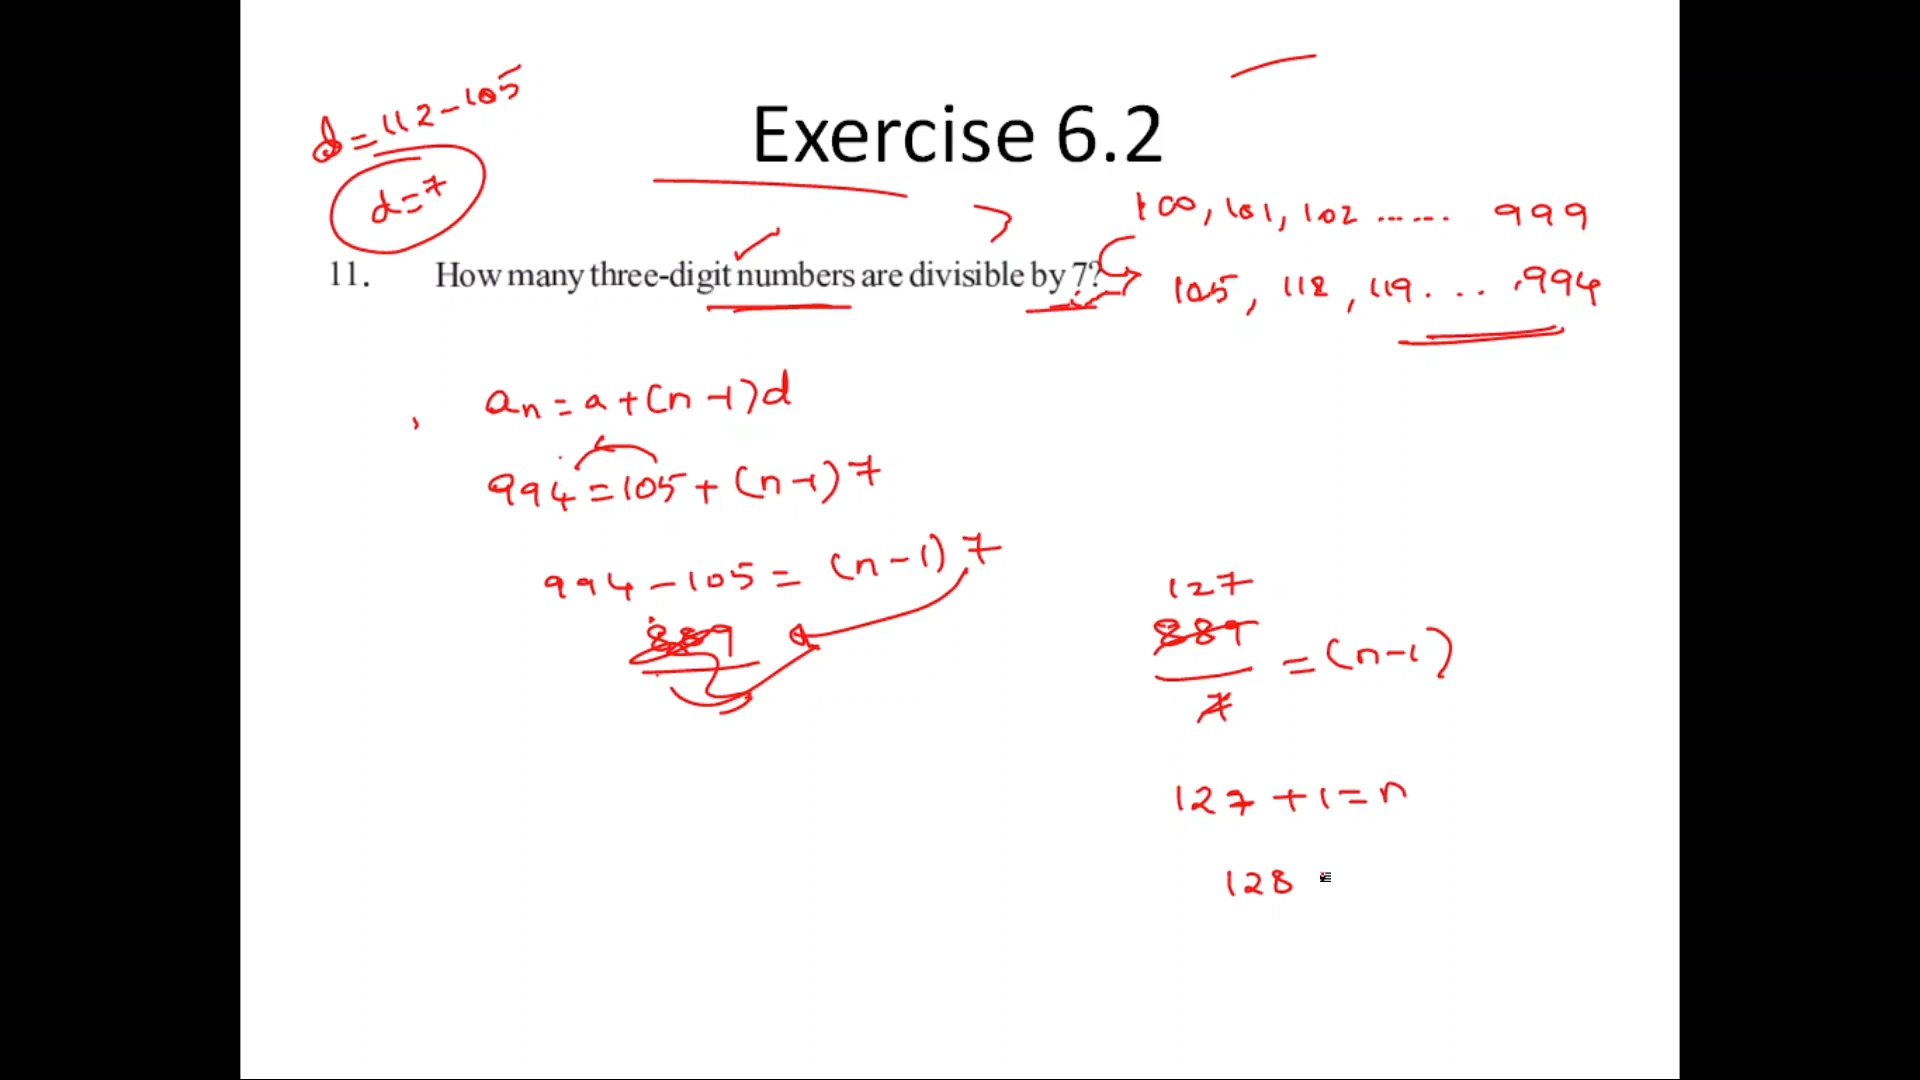 d=112-105
Exercise 6.2
d=7
100, 101, 102 ...... 999
11. How many three-digit numbers are divisible by 7?
105, 112, 119 . . . . 994
an = a + (n-1)d
994 = 105 + (n-1) 7
994 - 105 = (n-1) 7
889
127
889
= (n-1)
7
127 + 1 = n
128